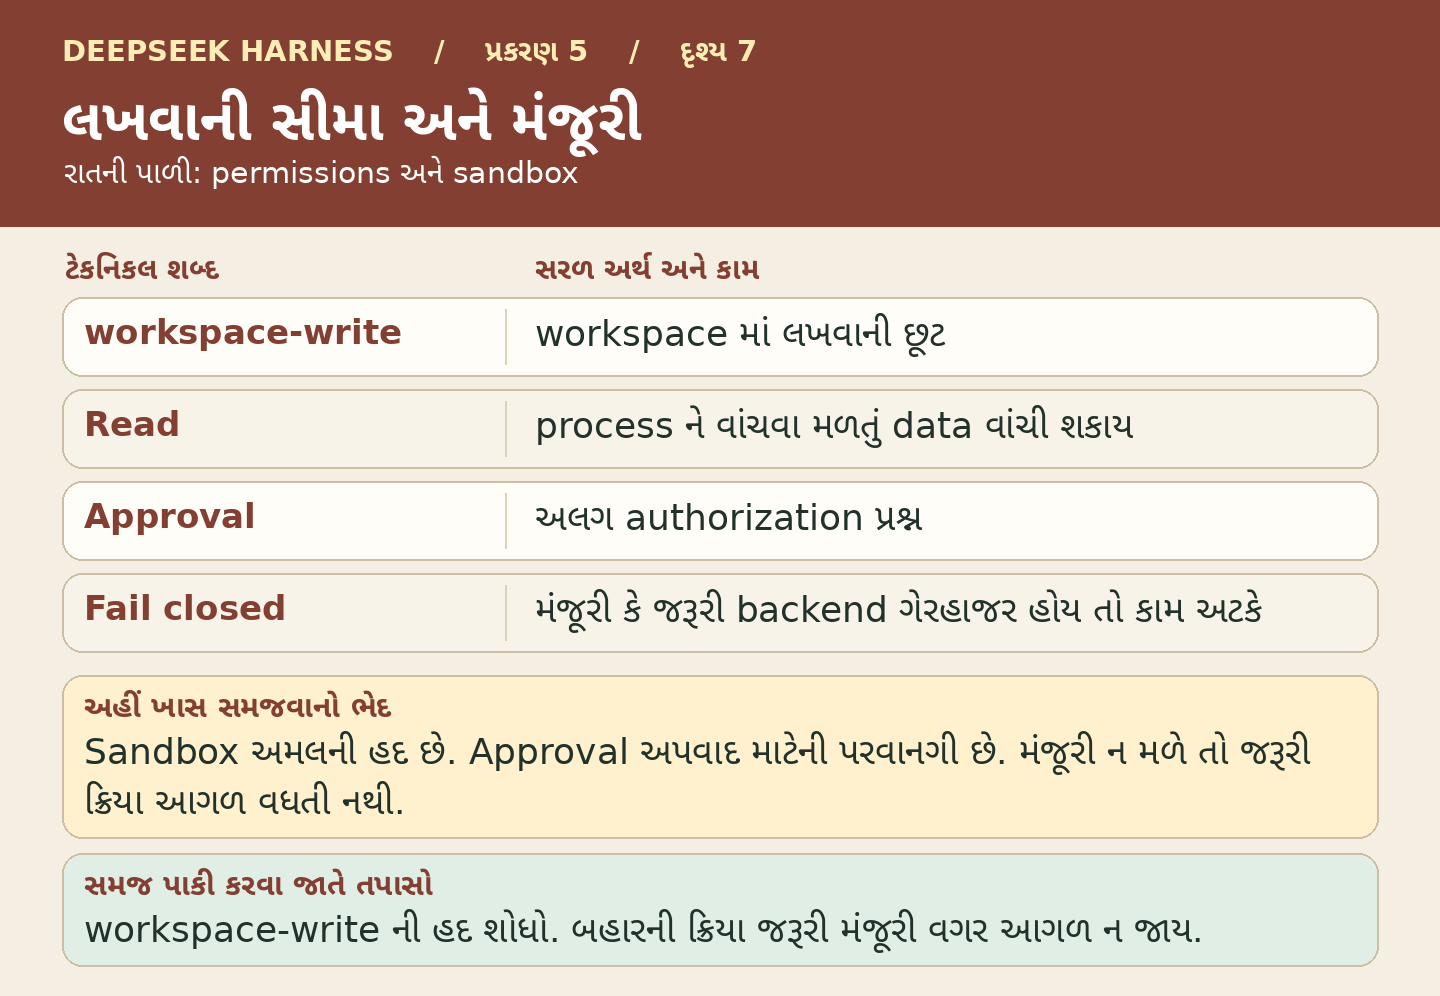 DEEPSEEK HARNESS / પ્રકરણ 5 / દૃશ્ય 7
લખવાની સીમા અને મંજૂરી
રાતની પાળી: permissions અને sandbox
ટેકનિકલ શબ્દ સરળ અર્થ અને કામ
workspace-write workspace માં લખવાની છૂટ
Read process ને વાંચવા મળતું data વાંચી શકાય
Approval અલગ authorization પ્રશ્ન
Fail closed મંજૂરી કે જરૂરી backend ગેરહાજર હોય તો કામ અટકે
અહીં ખાસ સમજવાનો ભેદ
Sandbox અમલની હદ છે. Approval અપવાદ માટેની પરવાનગી છે. મંજૂરી ન મળે તો જરૂરી
ક્રિયા આગળ વધતી નથી.
સમજ પાકી કરવા જાતે તપાસો
workspace-write ની હદ શોધો. બહારની ક્રિયા જરૂરી મંજૂરી વગર આગળ ન જાય.